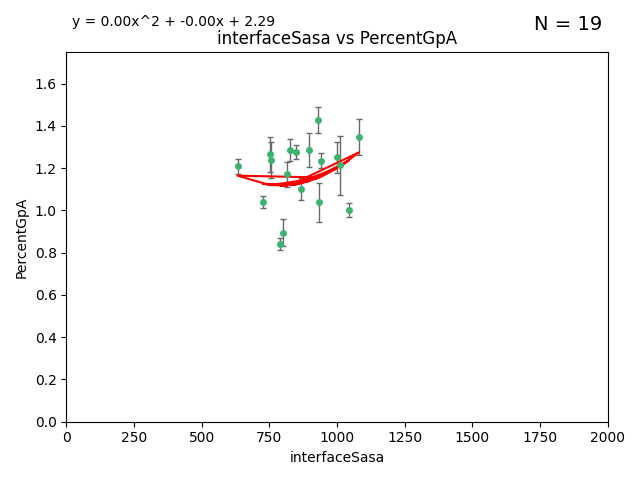 y = 0.00x^2 + -0.00x + 2.29
N = 19
interfaceSasa vs PercentGpA
PercentGpA
1.6
1.4
1.2
1.0
0.8
0.6
0.4
0.2
0.0
0 250 500 750 1000 1250 1500 1750 2000
interfaceSasa